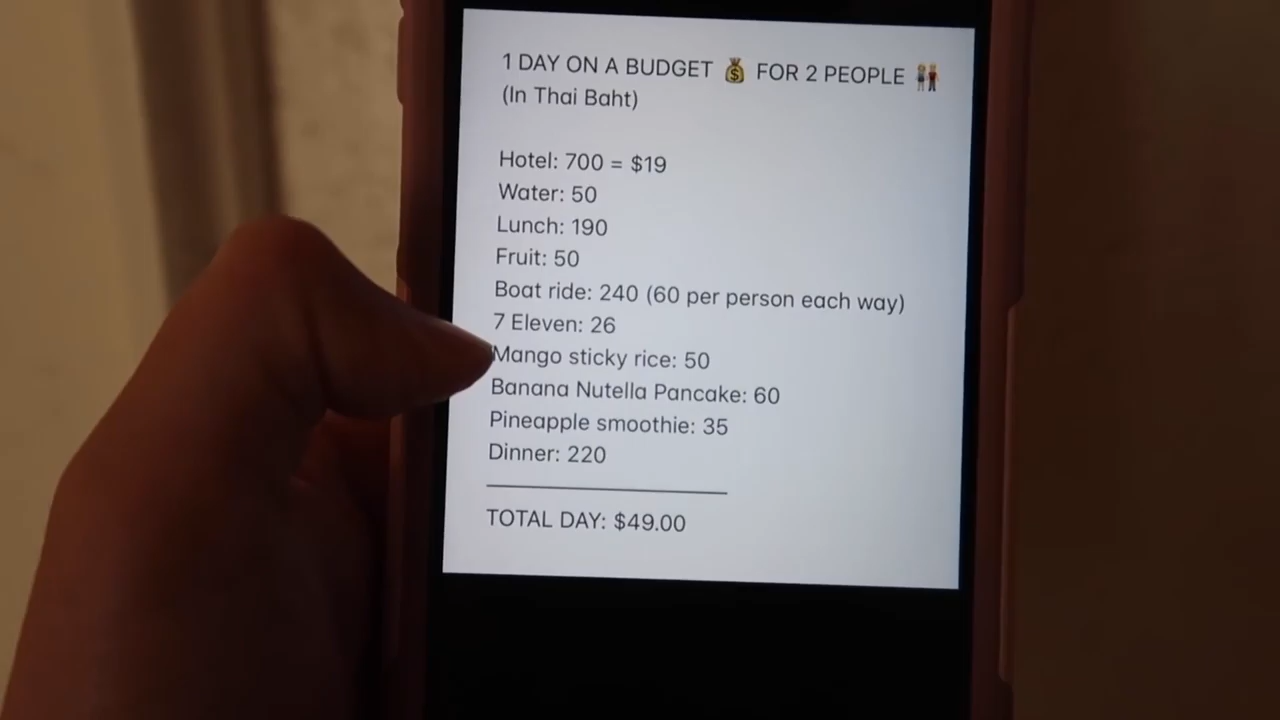 1 DAY ON A BUDGET 💰 FOR 2 PEOPLE 👫
(In Thai Baht)
Hotel: 700 = $19
Water: 50
Lunch: 190
Fruit: 50
Boat ride: 240 (60 per person each way)
7 Eleven: 26
Mango sticky rice: 50
Banana Nutella Pancake: 60
Pineapple smoothie: 35
Dinner: 220
TOTAL DAY: $49.00